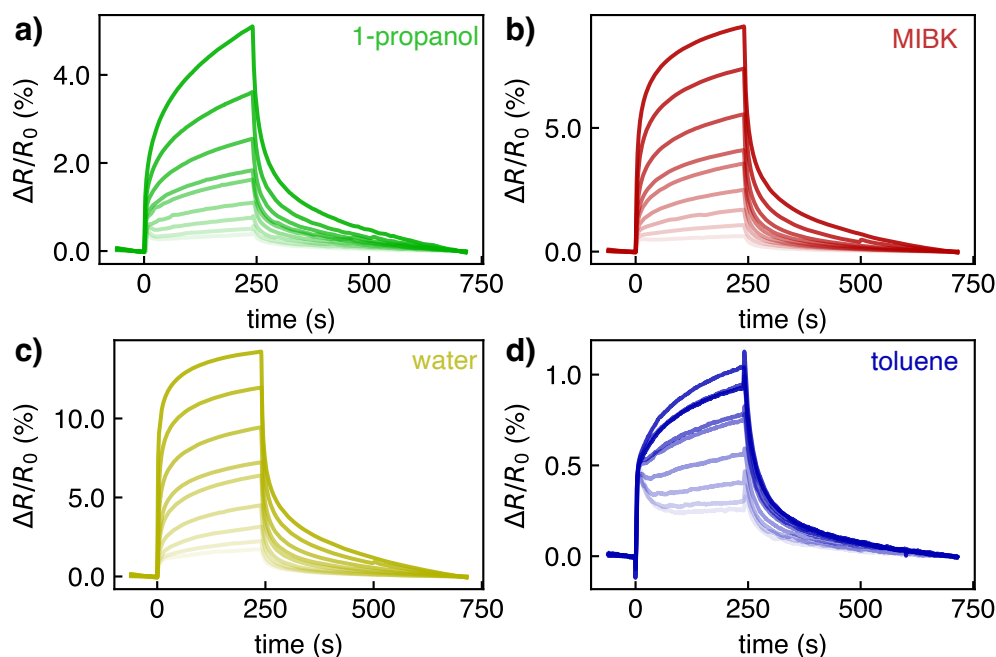 a)
1-propanol
ΔR/R₀ (%)
4.0
2.0
0.0
0
250
500
750
time (s)
b)
MIBK
ΔR/R₀ (%)
5.0
0.0
0
250
500
750
time (s)
c)
water
ΔR/R₀ (%)
10.0
5.0
0.0
0
250
500
750
time (s)
d)
toluene
ΔR/R₀ (%)
1.0
0.5
0.0
0
250
500
750
time (s)